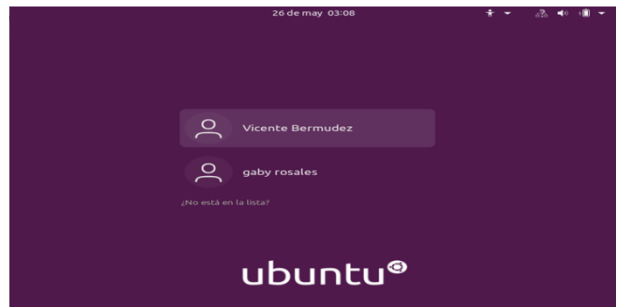 26 de may 03:08
Vicente Bermudez
gaby rosales
¿No está en la lista?
ubuntu